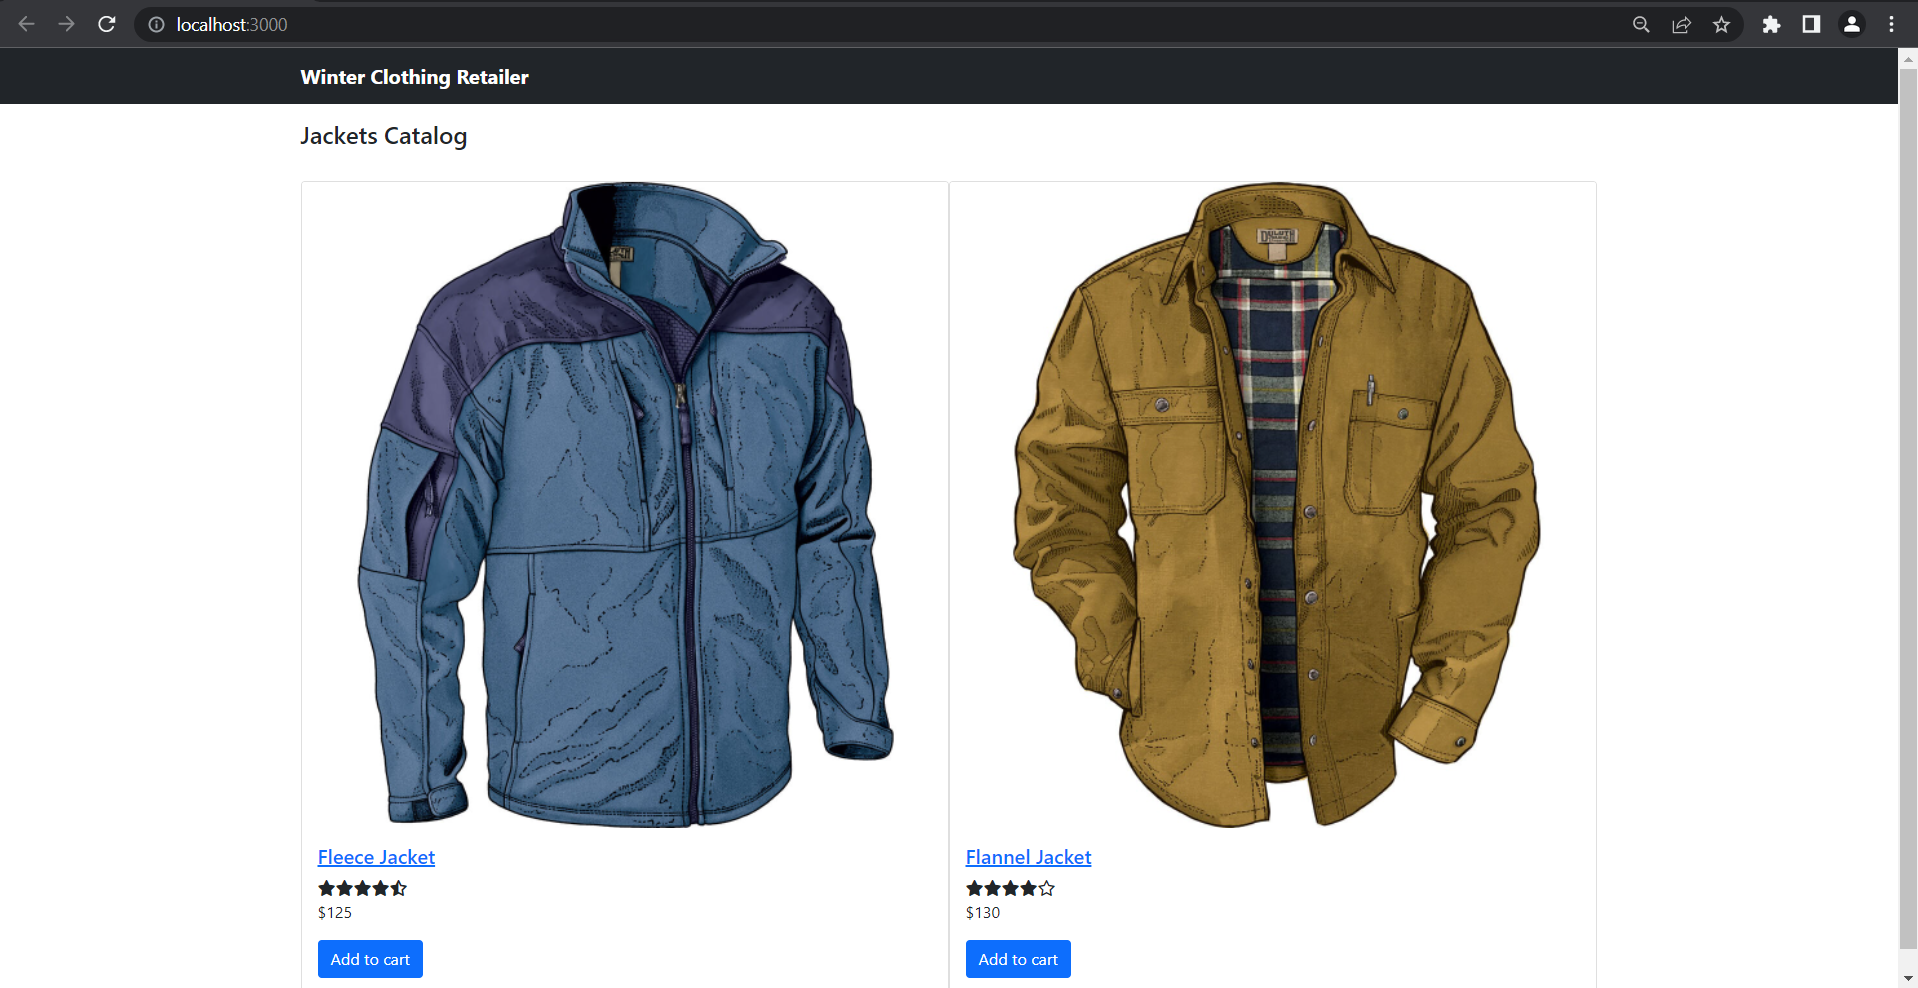 localhost:3000
Winter Clothing Retailer
Jackets Catalog
Fleece Jacket
$125
Add to cart
Flannel Jacket
$130
Add to cart